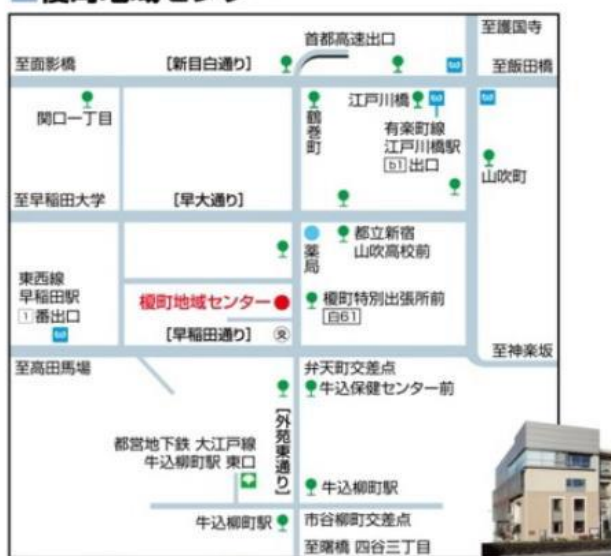 榎町地域センター
至護国寺
首都高速出口
至面影橋
[新目白通り]
至飯田橋
関口一丁目
鶴巻町
江戸川橋
有楽町線
江戸川橋駅
b1 出口
山吹町
至早稲田大学
[早大通り]
薬局
都立新宿
山吹高校前
東西線
早稲田駅
1 番出口
榎町地域センター
榎町特別出張所前
白61
[早稲田通り]
文
至神楽坂
至高田馬場
弁天町交差点
牛込保健センター前
[外苑東通り]
都営地下鉄 大江戸線
牛込柳町駅 東口
牛込柳町駅
牛込柳町駅
市谷柳町交差点
至曙橋 四谷三丁目